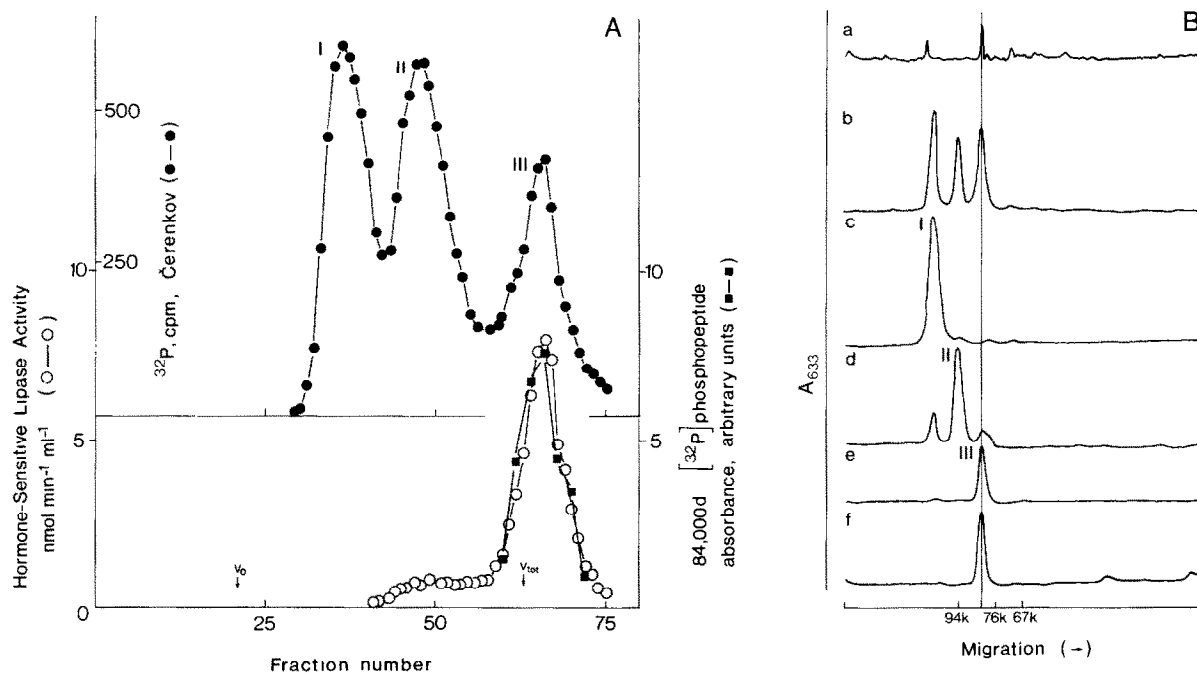 A
I
II
III
500
250
10
5
0
10
5
³²P, cpm, Čerenkov (●—●)
Hormone-Sensitive Lipase Activity
(○—○)
nmol min⁻¹ ml⁻¹
84,000d [³²P] phosphopeptide
absorbance, arbitrary units (■—■)
V₀
Vtot
25
50
75
Fraction number
B
a
b
c
I
d
II
e
III
f
A₆₃₃
94k
76k
67k
Migration (→)